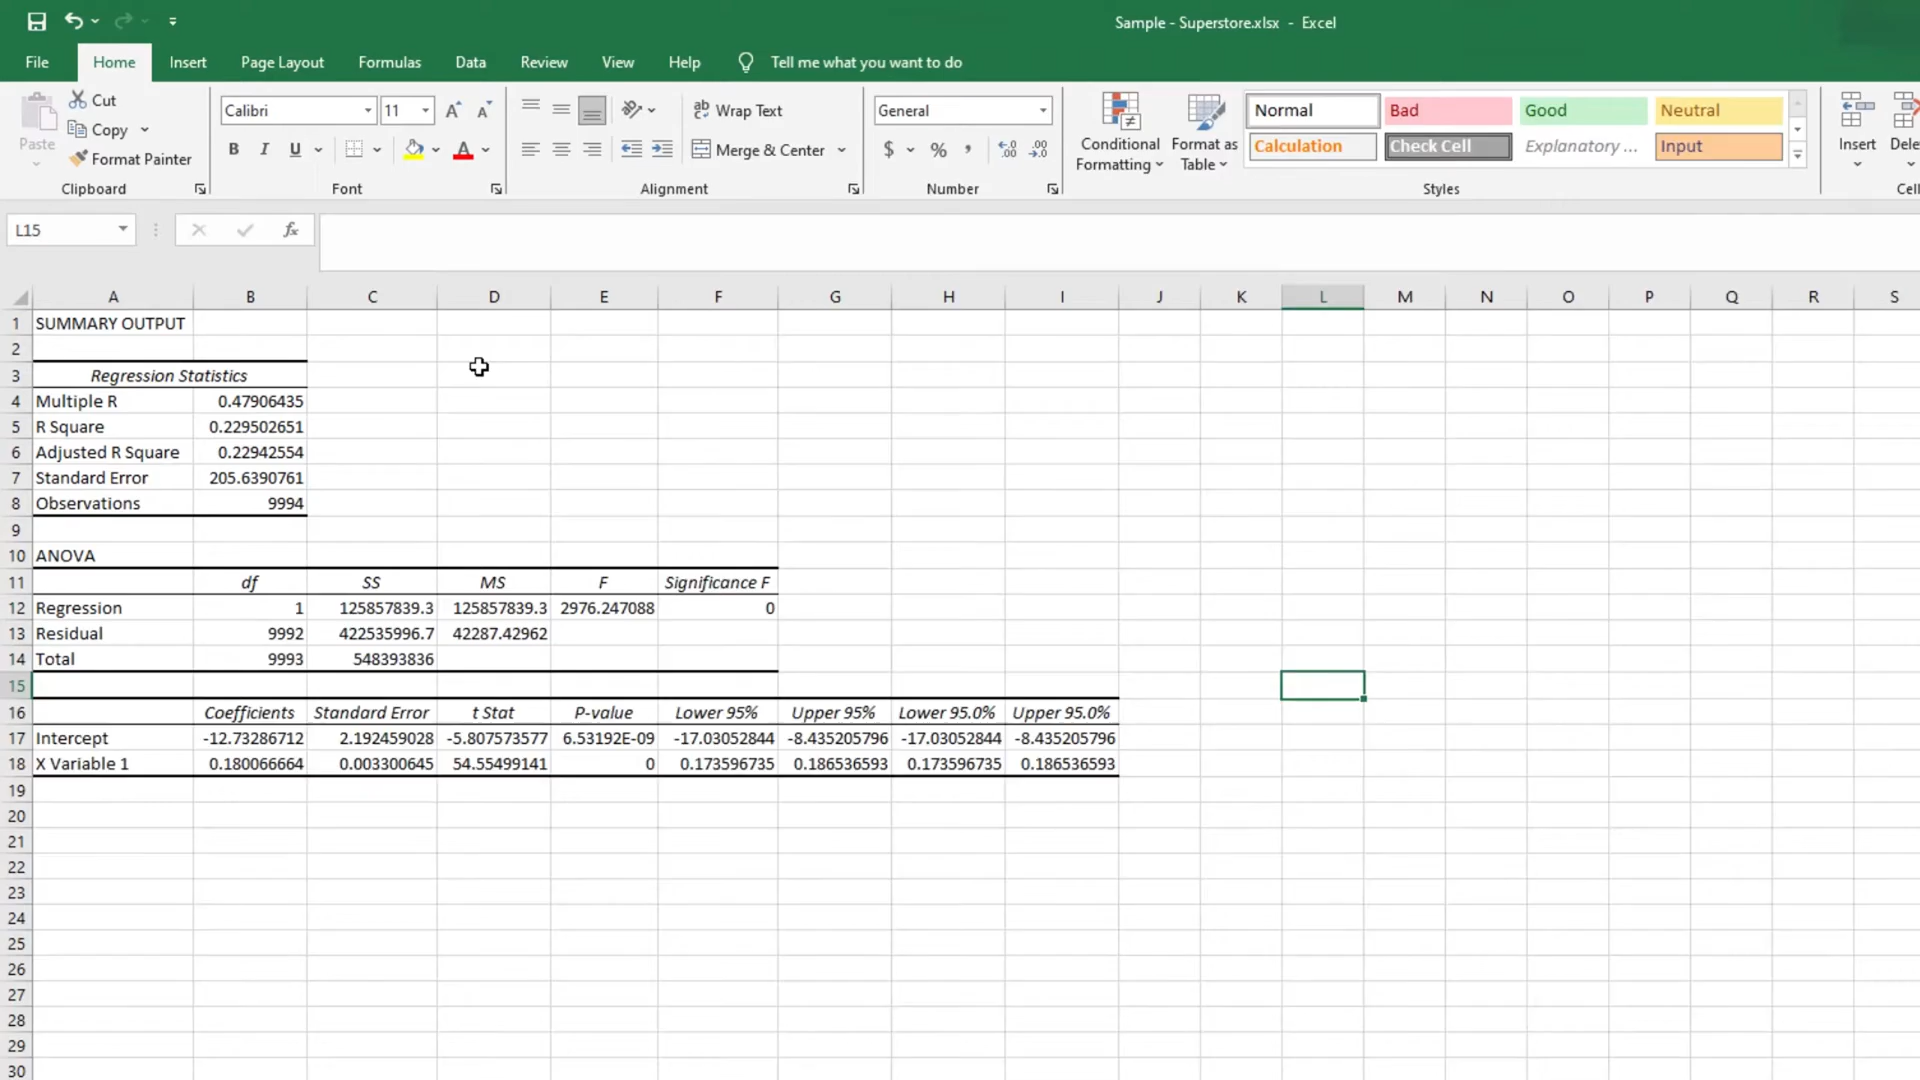 Sample - Superstore.xlsx - Excel
File Home Insert Page Layout Formulas Data Review View Help Tell me what you want to do
Paste
Cut
Copy
Format Painter
Clipboard
Calibri 11
B I U
Font
Wrap Text
Merge & Center
Alignment
General
$ % ,
Number
Conditional Formatting
Format as Table
Normal Bad Good Neutral
Calculation Check Cell Explanatory ... Input
Styles
Insert
Dele
Cell
L15 fx
A B C D E F G H I J K L M N O P Q R S
1 SUMMARY OUTPUT
2
3 Regression Statistics
4 Multiple R 0.47906435
5 R Square 0.229502651
6 Adjusted R Square 0.22942554
7 Standard Error 205.6390761
8 Observations 9994
9
10 ANOVA
11 df SS MS F Significance F
12 Regression 1 125857839.3 125857839.3 2976.247088 0
13 Residual 9992 422535996.7 42287.42962
14 Total 9993 548393836
15
16 Coefficients Standard Error t Stat P-value Lower 95% Upper 95% Lower 95.0% Upper 95.0%
17 Intercept -12.73286712 2.192459028 -5.807573577 6.53192E-09 -17.03052844 -8.435205796 -17.03052844 -8.435205796
18 X Variable 1 0.180066664 0.003300645 54.55499141 0 0.173596735 0.186536593 0.173596735 0.186536593
19
20
21
22
23
24
25
26
27
28
29
30